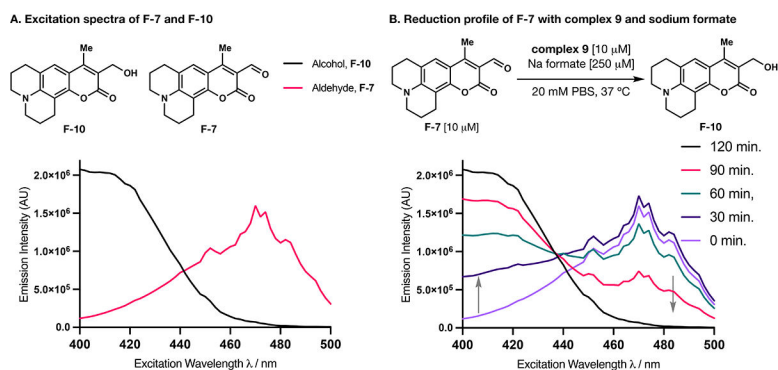 A. Excitation spectra of F-7 and F-10
Me
OH
N
O
O
F-10
Me
O
N
O
O
F-7
Alcohol, F-10
Aldehyde, F-7
Emission Intensity (AU)
2.0×10⁶
1.5×10⁶
1.0×10⁶
5.0×10⁵
0.0
400 420 440 460 480 500
Excitation Wavelength λ / nm
B. Reduction profile of F-7 with complex 9 and sodium formate
Me
O
N
O
O
F-7 [10 μM]
complex 9 [10 μM]
Na formate [250 μM]
20 mM PBS, 37 ºC
Me
OH
N
O
O
F-10
120 min.
90 min.
60 min,
30 min.
0 min.
Emission Intensity (AU)
2.0×10⁶
1.5×10⁶
1.0×10⁶
5.0×10⁵
0.0
400 420 440 460 480 500
Excitation Wavelength λ / nm